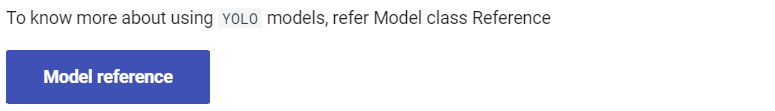 To know more about using YOLO models, refer Model class Reference
Model reference